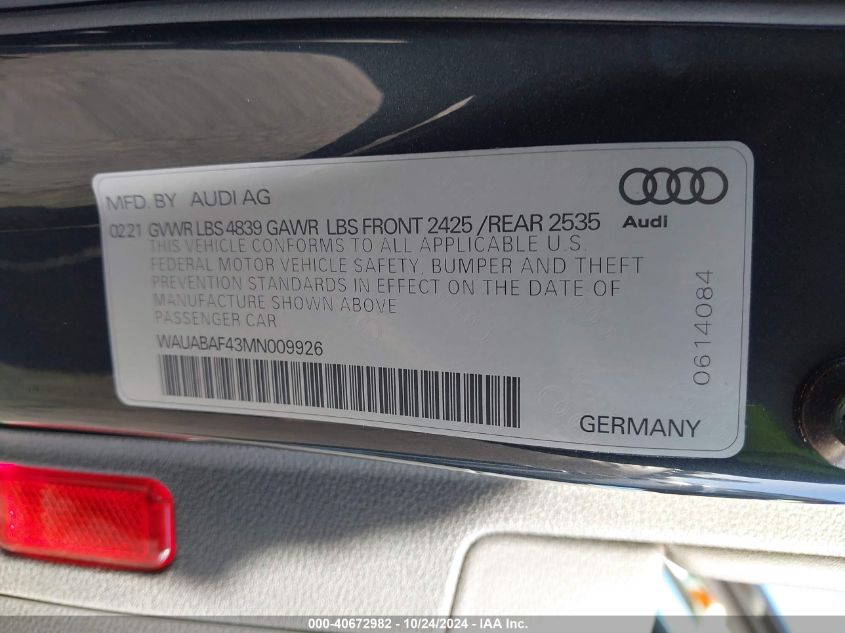 MFD. BY AUDI AG
Audi
02 21 GVWR LBS 4839 GAWR LBS FRONT 2425 /REAR 2535
THIS VEHICLE CONFORMS TO ALL APPLICABLE U.S.
FEDERAL MOTOR VEHICLE SAFETY, BUMPER AND THEFT
PREVENTION STANDARDS IN EFFECT ON THE DATE OF
MANUFACTURE SHOWN ABOVE
PASSENGER CAR
WAUABAF43MN009926
0614084
GERMANY
000-40672982 - 10/24/2024 - IAA Inc.